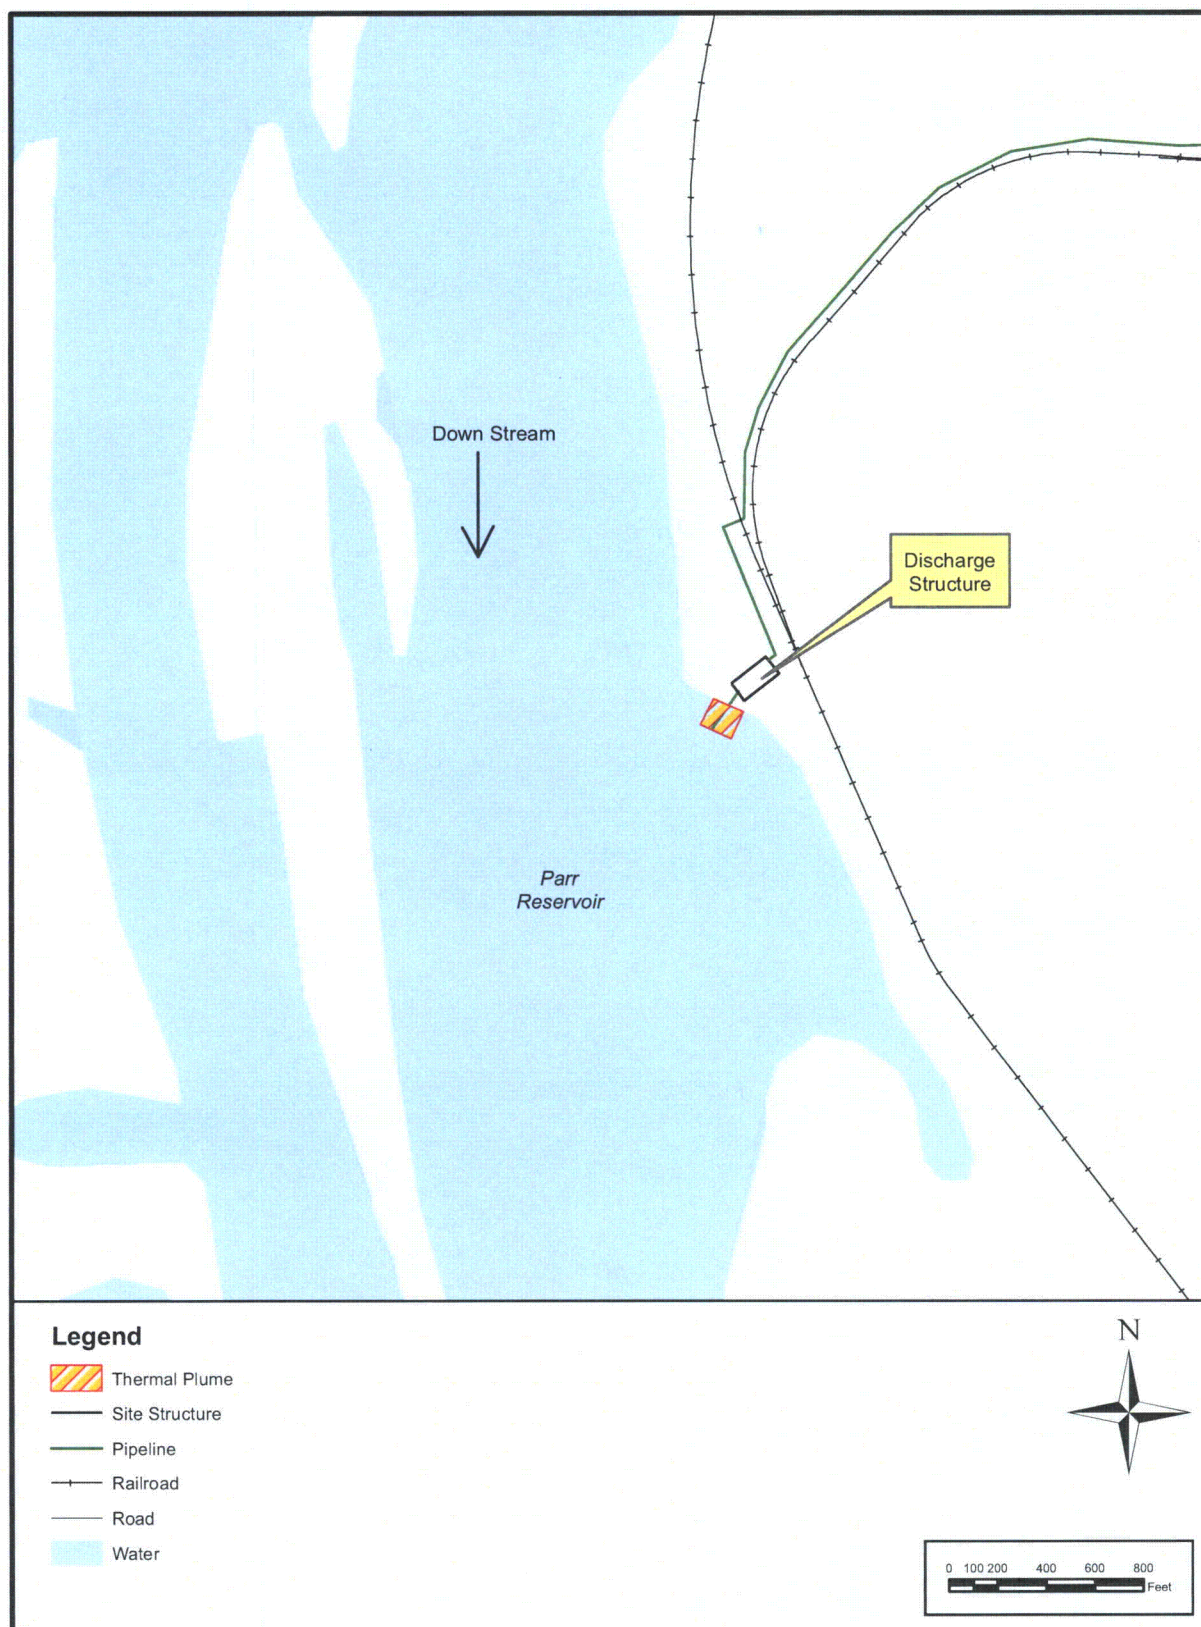 Down Stream
Discharge
Structure
Parr
Reservoir
Legend
Thermal Plume
Site Structure
Pipeline
Railroad
Road
Water
N
0 100 200 400 600 800
Feet